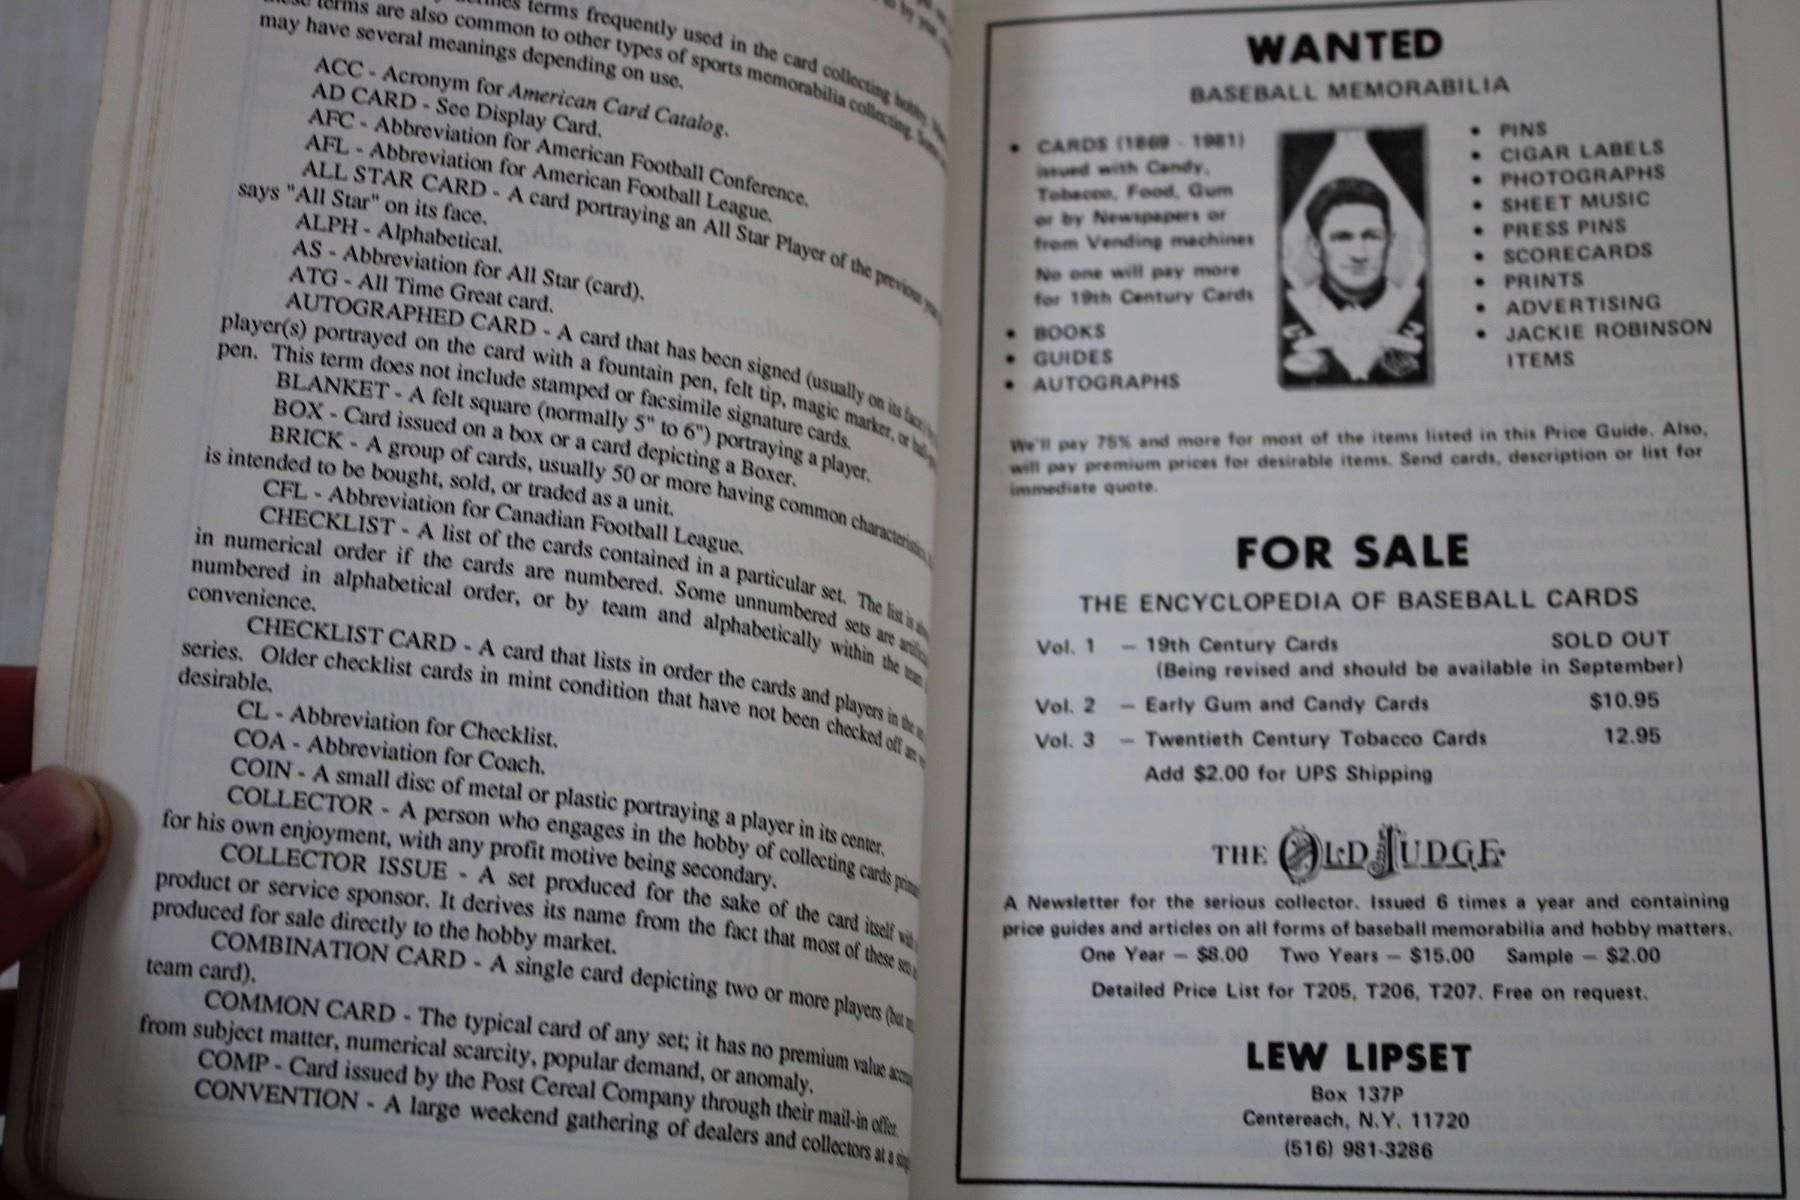 terms frequently used in the card collecting hobby.
terms are also common to other types of sports memorabilia collecting. Some
may have several meanings depending on use.
ACC - Acronym for American Card Catalog.
AD CARD - See Display Card.
AFC - Abbreviation for American Football Conference.
AFL - Abbreviation for American Football League.
ALL STAR CARD - A card portraying an All Star Player of the previous year
says "All Star" on its face.
ALPH - Alphabetical.
AS - Abbreviation for All Star (card).
ATG - All Time Great card.
AUTOGRAPHED CARD - A card that has been signed (usually on its face)
player(s) portrayed on the card with a fountain pen, felt tip, magic marker, or
pen. This term does not include stamped or facsimile signature cards.
BLANKET - A felt square (normally 5" to 6") portraying a player.
BOX - Card issued on a box or a card depicting a Boxer.
BRICK - A group of cards, usually 50 or more having common characteristics,
is intended to be bought, sold, or traded as a unit.
CFL - Abbreviation for Canadian Football League.
CHECKLIST - A list of the cards contained in a particular set. The list is
in numerical order if the cards are numbered. Some unnumbered sets are
numbered in alphabetical order, or by team and alphabetically within the team
convenience.
CHECKLIST CARD - A card that lists in order the cards and players in the
series. Older checklist cards in mint condition that have not been checked off are
desirable.
CL - Abbreviation for Checklist.
COA - Abbreviation for Coach.
COIN - A small disc of metal or plastic portraying a player in its center.
COLLECTOR - A person who engages in the hobby of collecting cards
for his own enjoyment, with any profit motive being secondary.
COLLECTOR ISSUE - A set produced for the sake of the card itself
product or service sponsor. It derives its name from the fact that most of these sets
produced for sale directly to the hobby market.
COMBINATION CARD - A single card depicting two or more players (but
team card).
COMMON CARD - The typical card of any set; it has no premium value
from subject matter, numerical scarcity, popular demand, or anomaly.
COMP - Card issued by the Post Cereal Company through their mail-in offer.
CONVENTION - A large weekend gathering of dealers and collectors at a
WANTED
BASEBALL MEMORABILIA
• CARDS (1869 - 1981)
issued with Candy,
Tobacco, Food, Gum
or by Newspapers or
from Vending machines
No one will pay more
for 19th Century Cards
• BOOKS
• GUIDES
• AUTOGRAPHS
• PINS
• CIGAR LABELS
• PHOTOGRAPHS
• SHEET MUSIC
• PRESS PINS
• SCORECARDS
• PRINTS
• ADVERTISING
• JACKIE ROBINSON
ITEMS
We'll pay 75% and more for most of the items listed in this Price Guide. Also,
will pay premium prices for desirable items. Send cards, description or list for
immediate quote.
FOR SALE
THE ENCYCLOPEDIA OF BASEBALL CARDS
Vol. 1 – 19th Century Cards SOLD OUT
(Being revised and should be available in September)
Vol. 2 – Early Gum and Candy Cards $10.95
Vol. 3 – Twentieth Century Tobacco Cards 12.95
Add $2.00 for UPS Shipping
THE OLD JUDGE
A Newsletter for the serious collector. Issued 6 times a year and containing
price guides and articles on all forms of baseball memorabilia and hobby matters.
One Year – $8.00 Two Years – $15.00 Sample – $2.00
Detailed Price List for T205, T206, T207. Free on request.
LEW LIPSET
Box 137P
Centereach, N.Y. 11720
(516) 981-3286